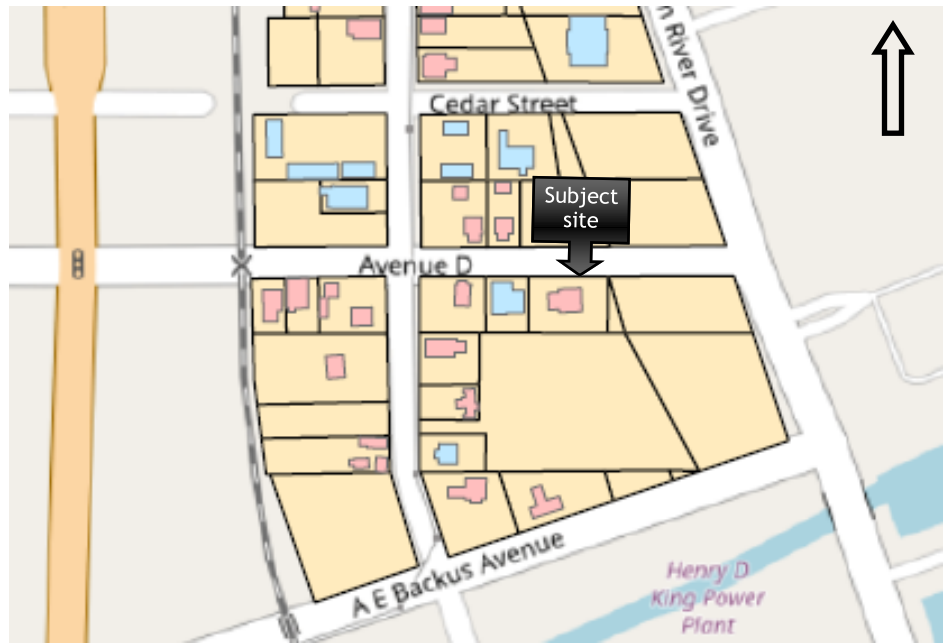 Cedar Street
River Drive
Subject
site
Avenue D
A E Backus Avenue
Henry D
King Power
Plant